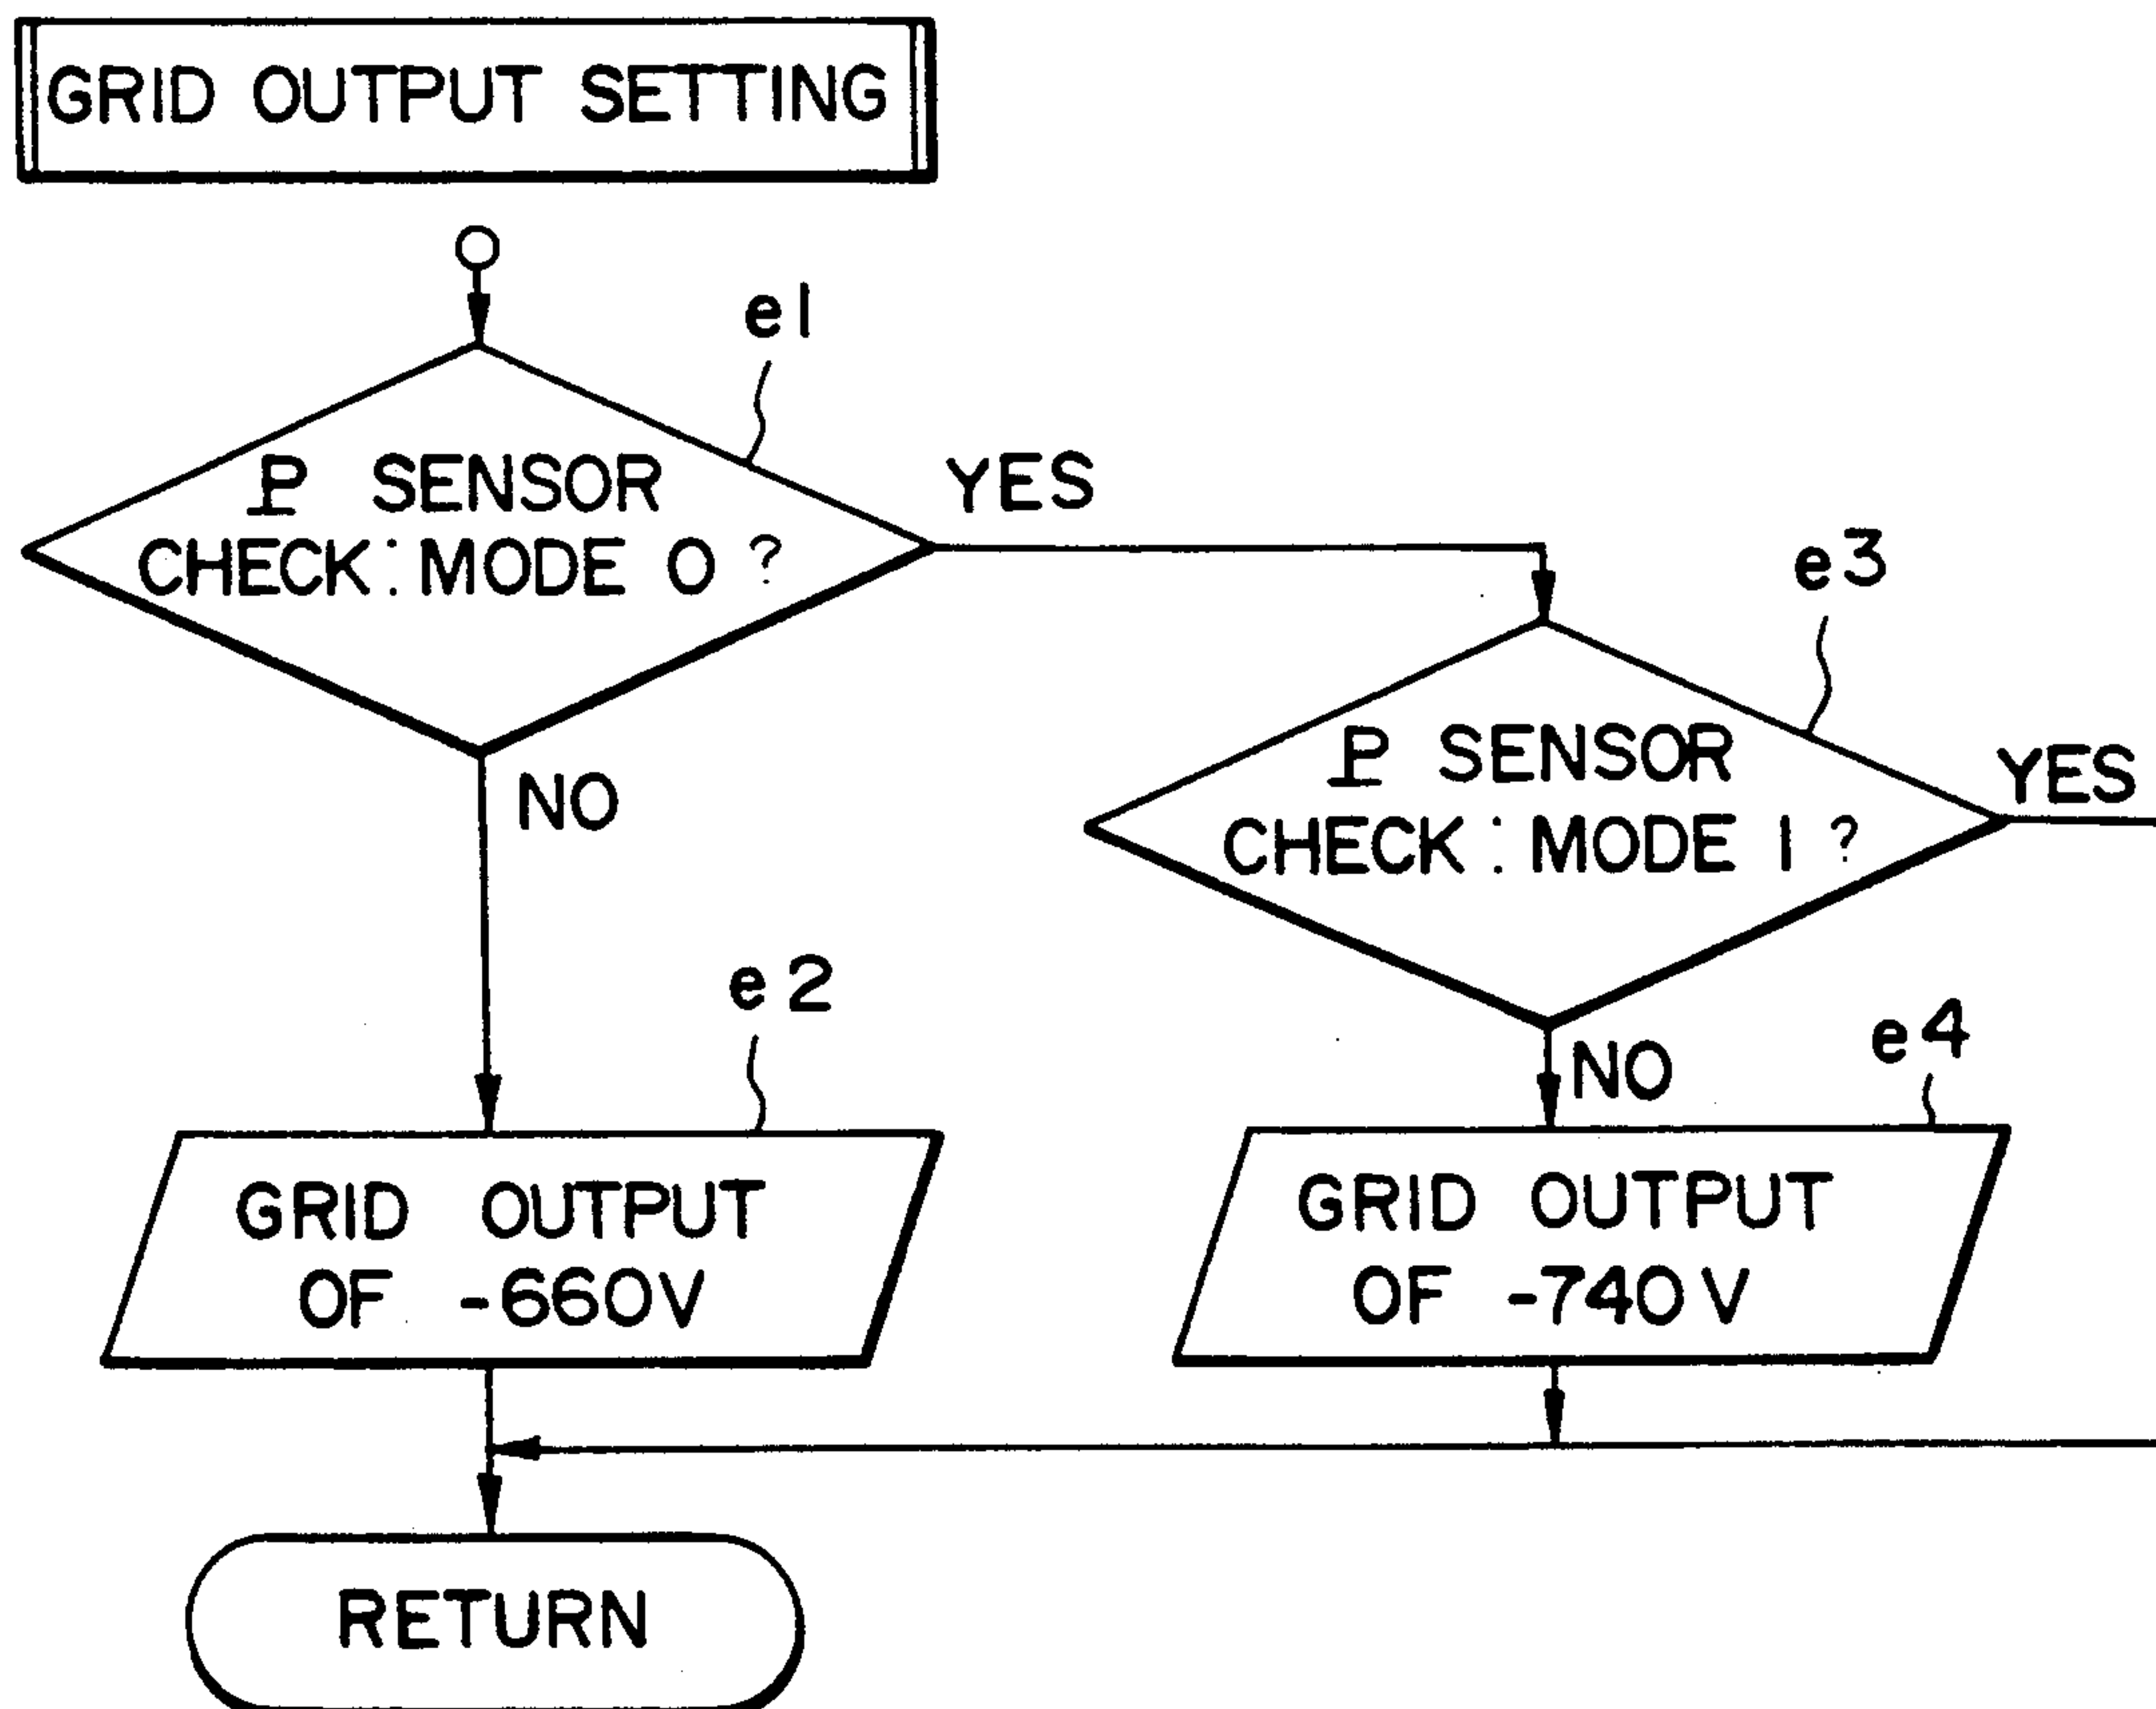 GRID OUTPUT SETTING
e1
P SENSOR
CHECK: MODE 0 ?
YES
NO
e3
P SENSOR
CHECK: MODE 1 ?
YES
NO
e2
GRID OUTPUT
OF -660V
e4
GRID OUTPUT
OF -740V
RETURN